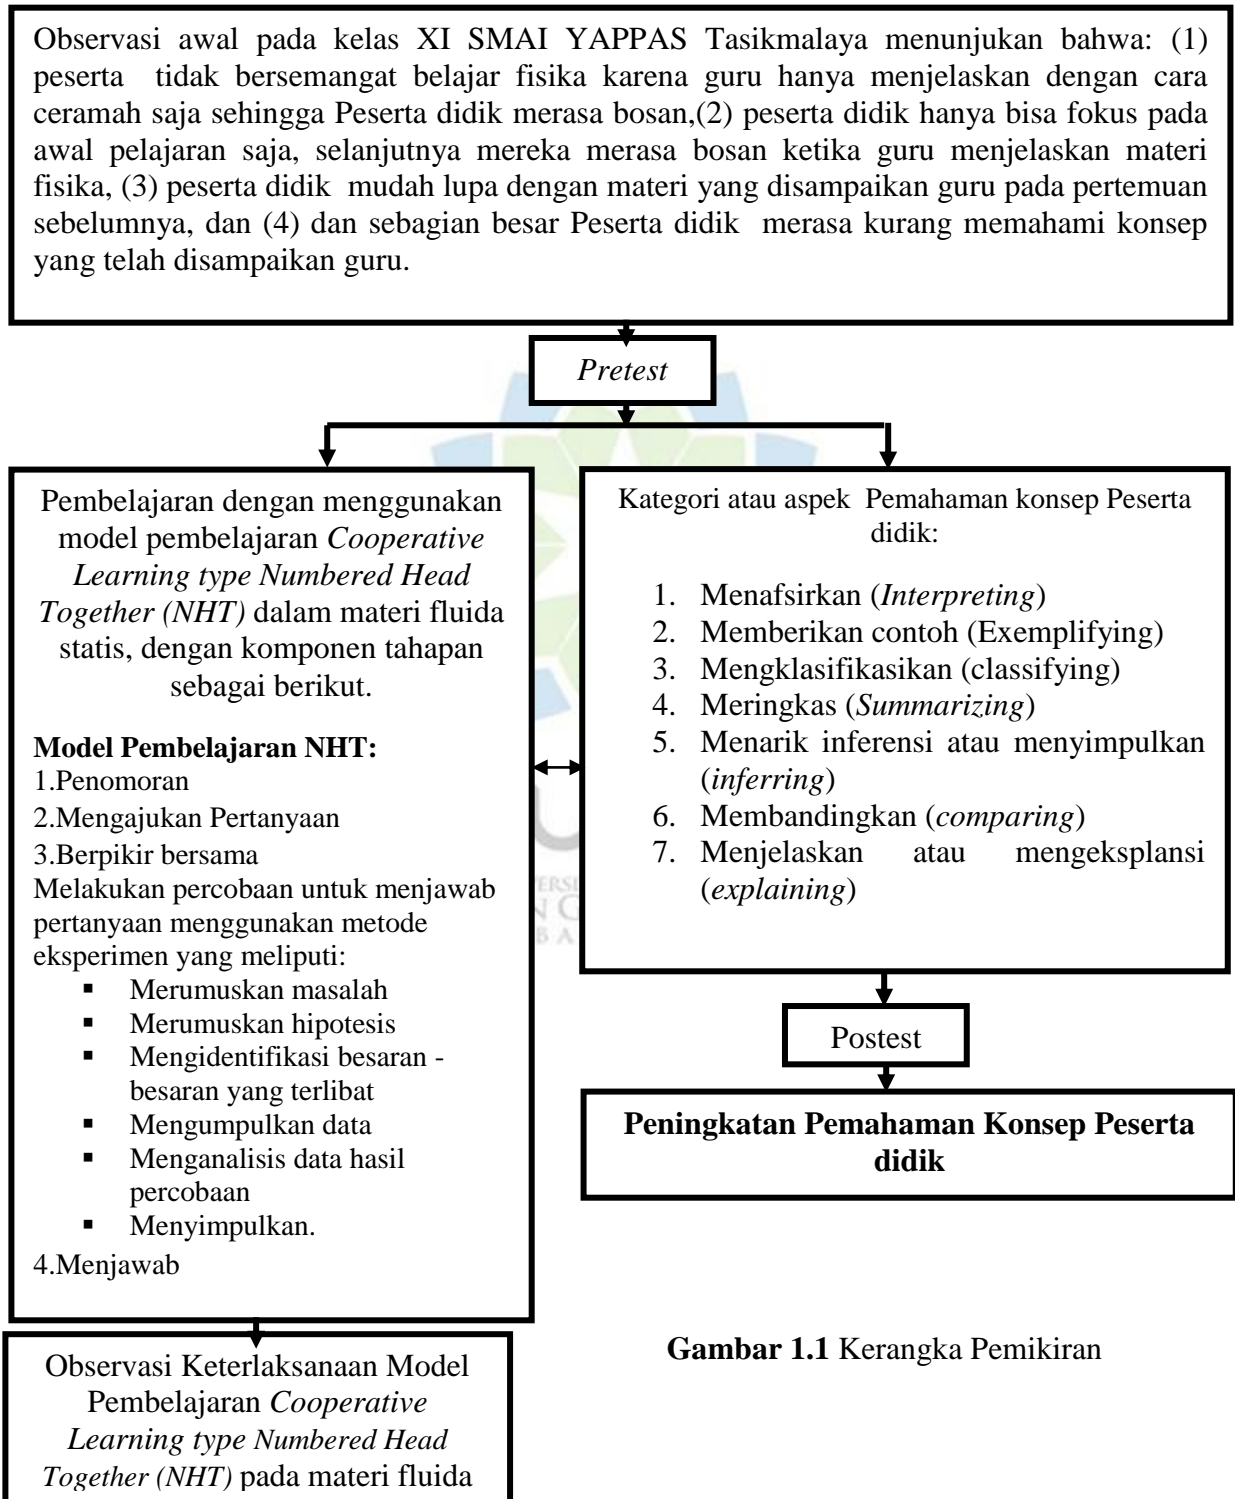 Observasi awal pada kelas XI SMAI YAPPAS Tasikmalaya menunjukan bahwa: (1)
peserta tidak bersemangat belajar fisika karena guru hanya menjelaskan dengan cara
ceramah saja sehingga Peserta didik merasa bosan,(2) peserta didik hanya bisa fokus pada
awal pelajaran saja, selanjutnya mereka merasa bosan ketika guru menjelaskan materi
fisika, (3) peserta didik mudah lupa dengan materi yang disampaikan guru pada pertemuan
sebelumnya, dan (4) dan sebagian besar Peserta didik merasa kurang memahami konsep
yang telah disampaikan guru.
Pretest
Pembelajaran dengan menggunakan
model pembelajaran Cooperative
Learning type Numbered Head
Together (NHT) dalam materi fluida
statis, dengan komponen tahapan
sebagai berikut.
Model Pembelajaran NHT:
1.Penomoran
2.Mengajukan Pertanyaan
3.Berpikir bersama
Melakukan percobaan untuk menjawab
pertanyaan menggunakan metode
eksperimen yang meliputi:
▪ Merumuskan masalah
▪ Merumuskan hipotesis
▪ Mengidentifikasi besaran -
besaran yang terlibat
▪ Mengumpulkan data
▪ Menganalisis data hasil
percobaan
▪ Menyimpulkan.
4.Menjawab
Kategori atau aspek Pemahaman konsep Peserta
didik:
1. Menafsirkan (Interpreting)
2. Memberikan contoh (Exemplifying)
3. Mengklasifikasikan (classifying)
4. Meringkas (Summarizing)
5. Menarik inferensi atau menyimpulkan
(inferring)
6. Membandingkan (comparing)
7. Menjelaskan atau mengeksplansi
(explaining)
Postest
Peningkatan Pemahaman Konsep Peserta
didik
Observasi Keterlaksanaan Model
Pembelajaran Cooperative
Learning type Numbered Head
Together (NHT) pada materi fluida
Gambar 1.1 Kerangka Pemikiran